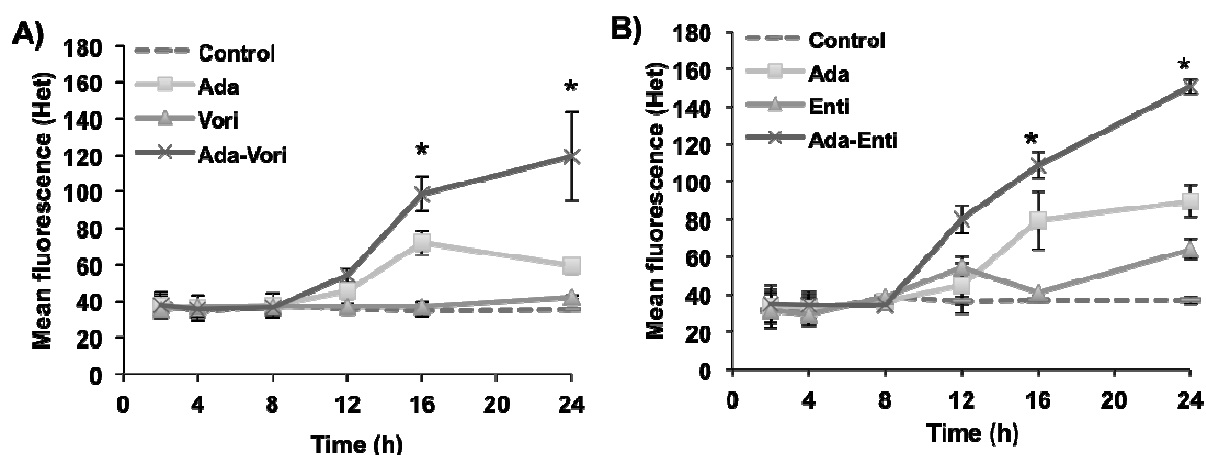 A)
Mean fluorescence (Het)
180
160
140
120
100
80
60
40
20
0
Control
Ada
Vori
Ada-Vori
*
*
0 4 8 12 16 20 24
Time (h)
B)
Mean fluorescence (Het)
180
160
140
120
100
80
60
40
20
0
Control
Ada
Enti
Ada-Enti
*
*
0 4 8 12 16 20 24
Time (h)